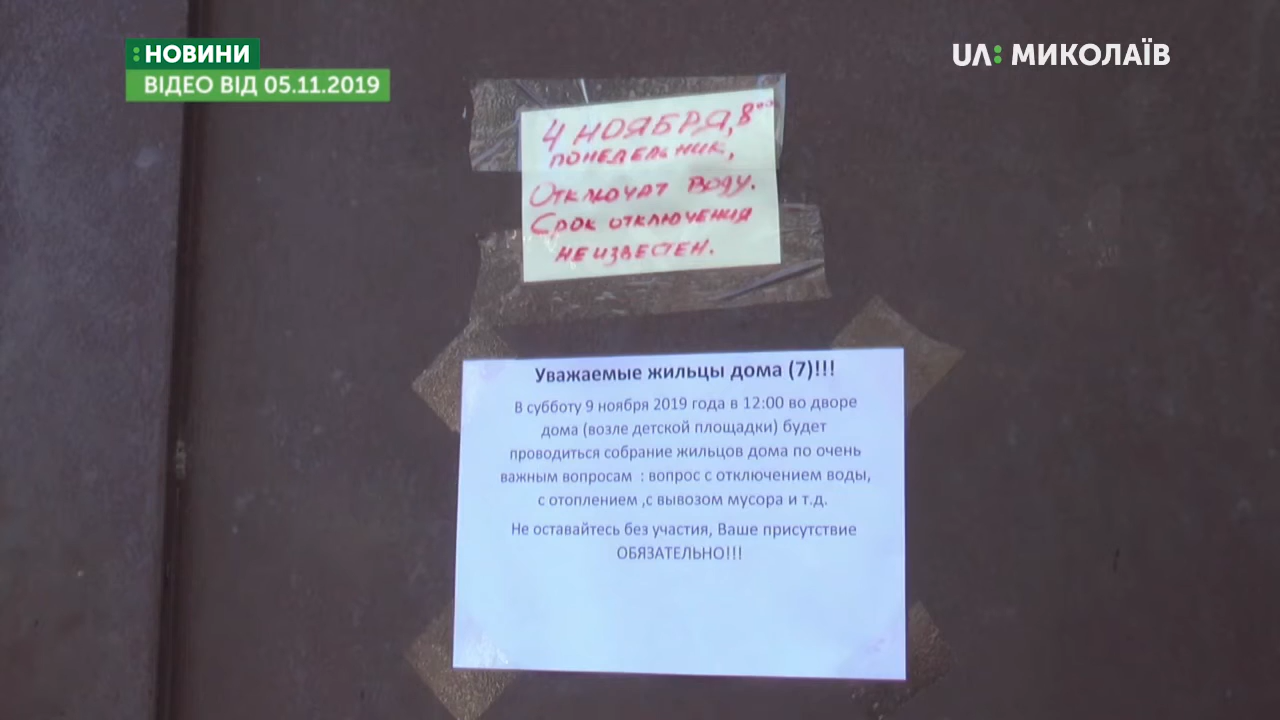 :НОВИНИ
ВІДЕО ВІД 05.11.2019
UA: МИКОЛАЇВ
4 НОЯБРЯ, 8⁰⁰
ПОНЕДЕЛЬНИК,
ОТКЛЮЧАТ ВОДУ.
СРОК ОТКЛЮЧЕНИЯ
НЕИЗВЕСТЕН.
Уважаемые жильцы дома (7)!!!
В субботу 9 ноября 2019 года в 12:00 во дворе
дома (возле детской площадки) будет
проводиться собрание жильцов дома по очень
важным вопросам : вопрос с отключением воды,
с отоплением ,с вывозом мусора и т.д.
Не оставайтесь без участия, Ваше присутствие
ОБЯЗАТЕЛЬНО!!!